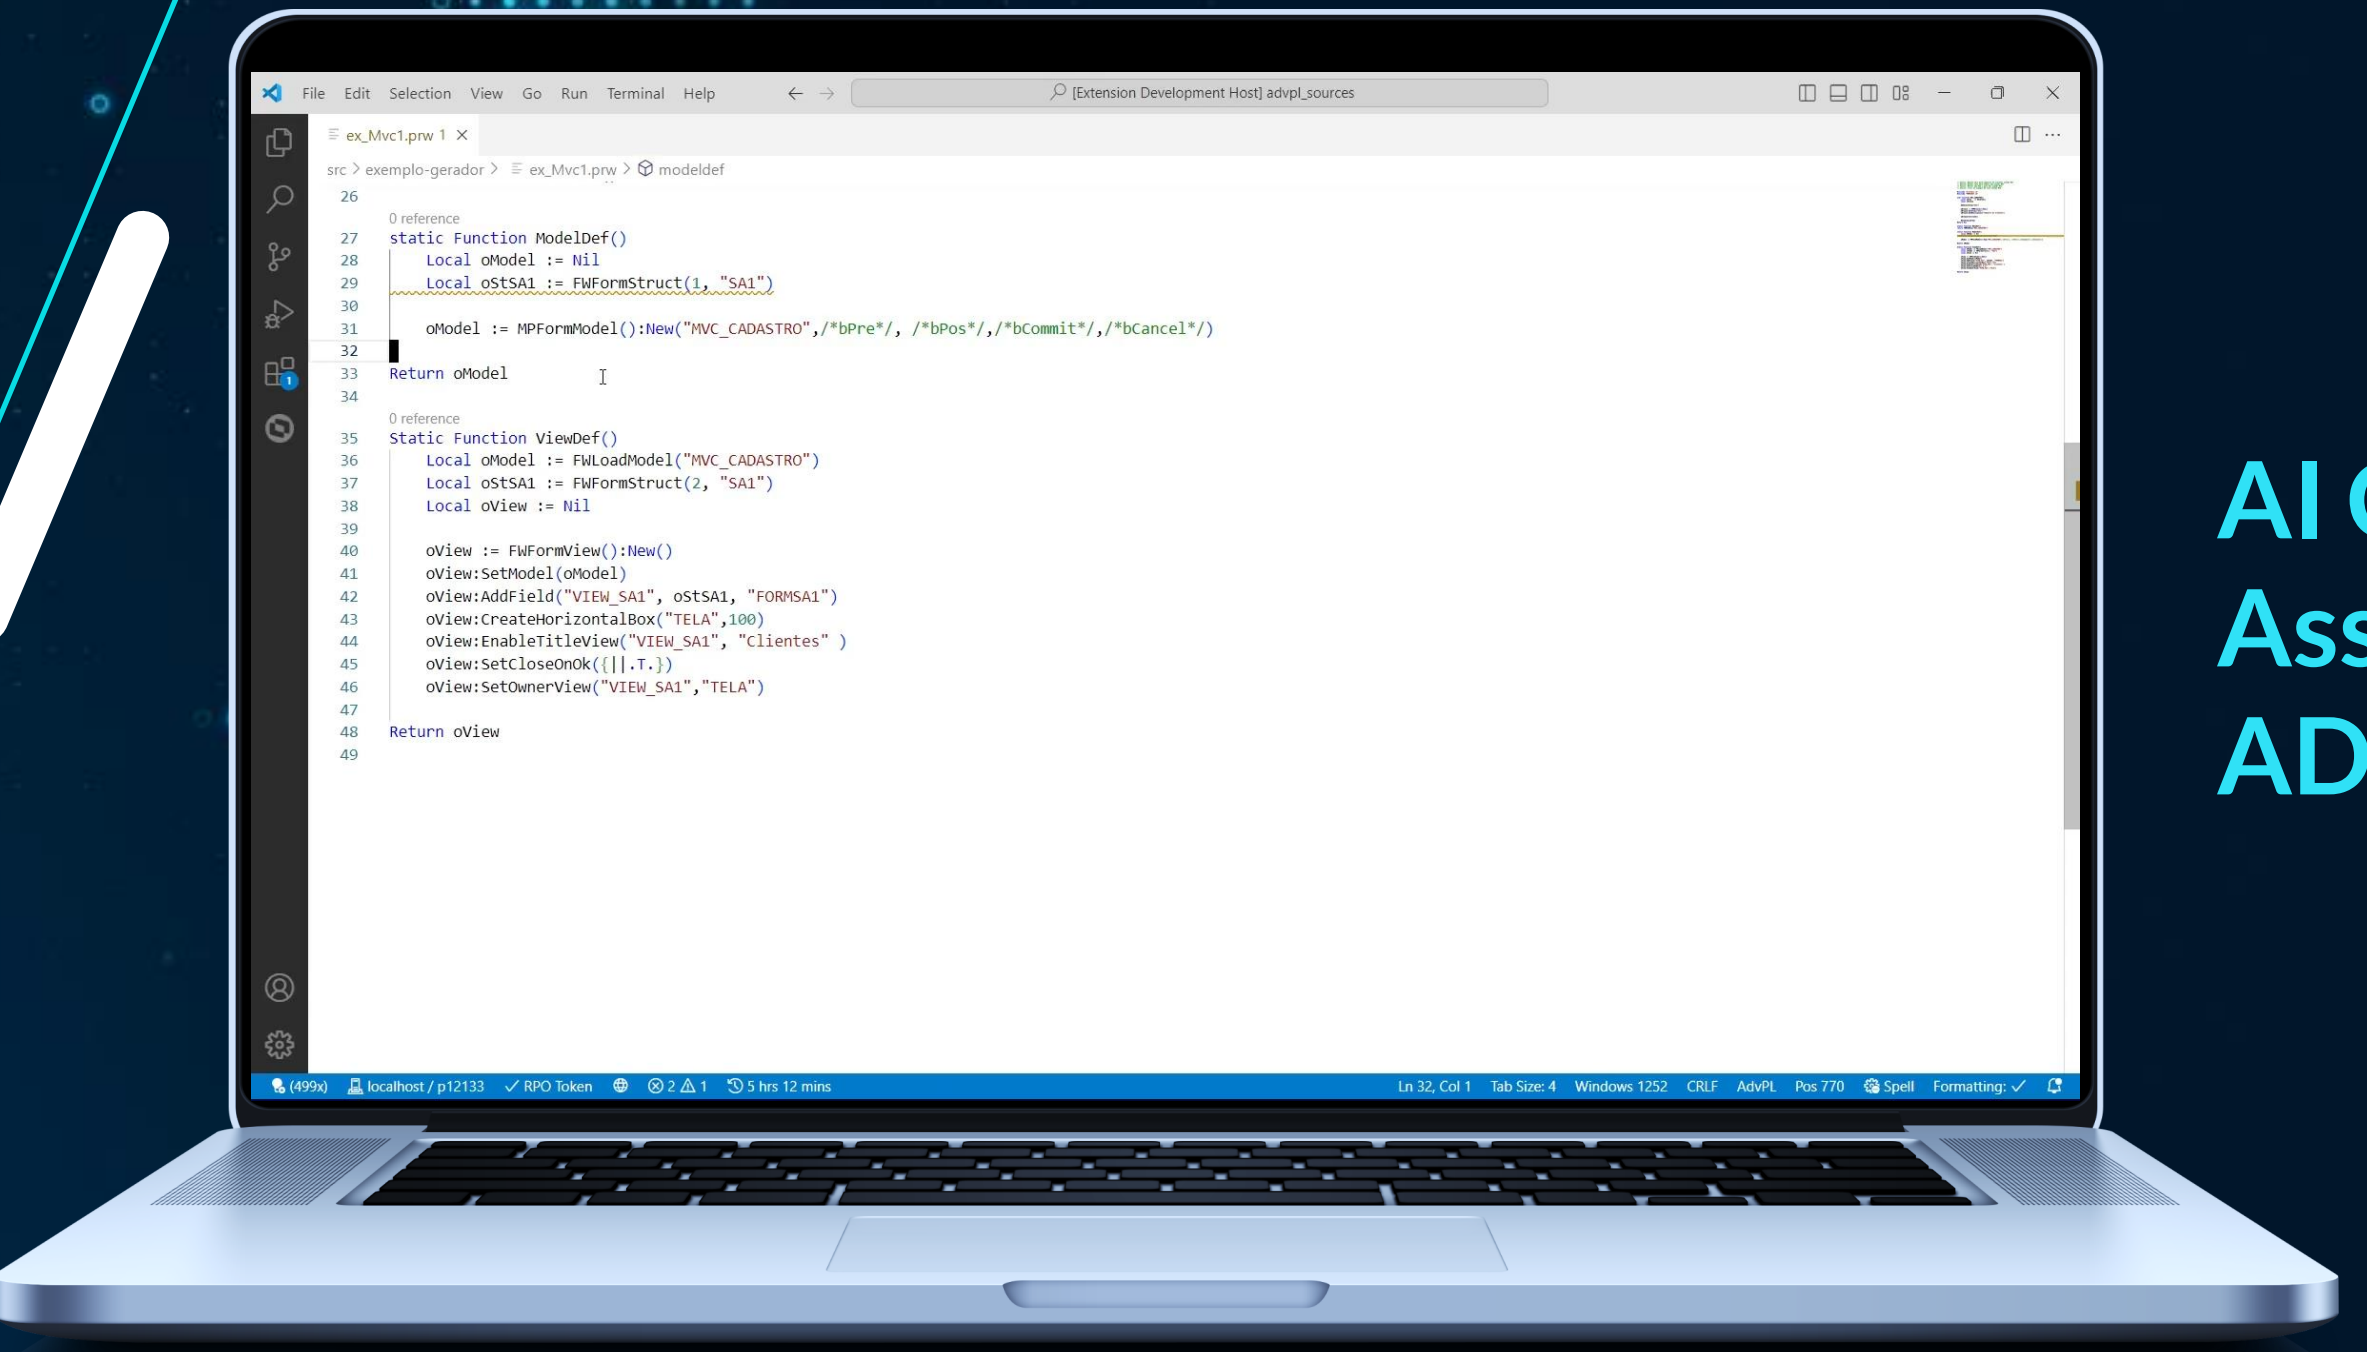 File Edit Selection View Go Run Terminal Help
[Extension Development Host] advpl_sources
ex_Mvc1.prw 1
src > exemplo-gerador > ex_Mvc1.prw > modeldef
26
0 reference
27 static Function ModelDef()
28 Local oModel := Nil
29 Local oStSA1 := FWFormStruct(1, "SA1")
30
31 oModel := MPFormModel():New("MVC_CADASTRO",/*bPre*/, /*bPos*/,/*bCommit*/,/*bCancel*/)
32
33 Return oModel
34
0 reference
35 Static Function ViewDef()
36 Local oModel := FWLoadModel("MVC_CADASTRO")
37 Local oStSA1 := FWFormStruct(2, "SA1")
38 Local oView := Nil
39
40 oView := FWFormView():New()
41 oView:SetModel(oModel)
42 oView:AddField("VIEW_SA1", oStSA1, "FORMSA1")
43 oView:CreateHorizontalBox("TELA",100)
44 oView:EnableTitleView("VIEW_SA1", "Clientes" )
45 oView:SetCloseOnOk({||.T.})
46 oView:SetOwnerView("VIEW_SA1","TELA")
47
48 Return oView
49
1
(499x) localhost / p12133 ✓ RPO Token 2 1 5 hrs 12 mins Ln 32, Col 1 Tab Size: 4 Windows 1252 CRLF AdvPL Pos 770 Spell Formatting: ✓
AI